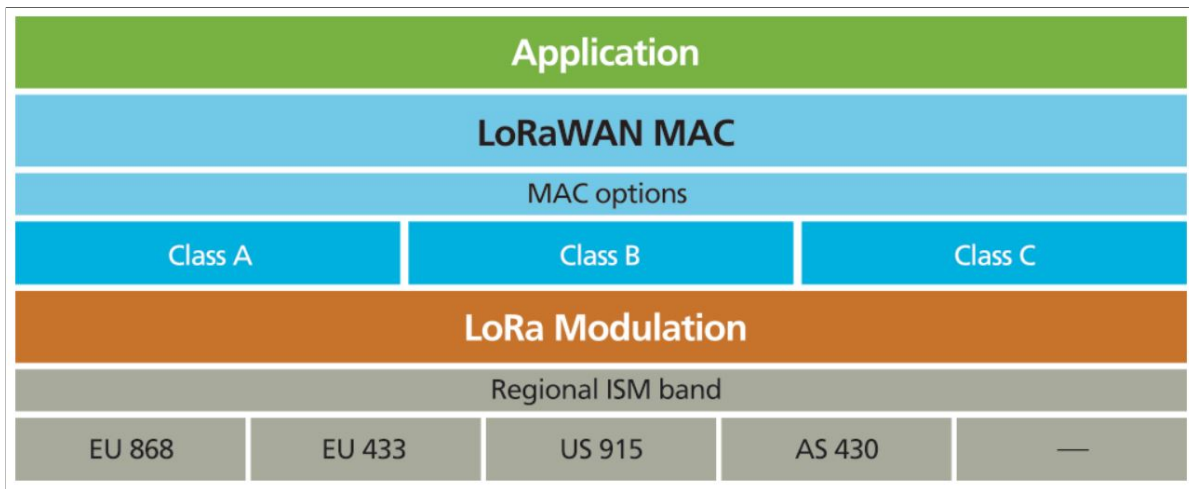 Application
LoRaWAN MAC
MAC options
Class A Class B Class C
LoRa Modulation
Regional ISM band
EU 868 EU 433 US 915 AS 430 —